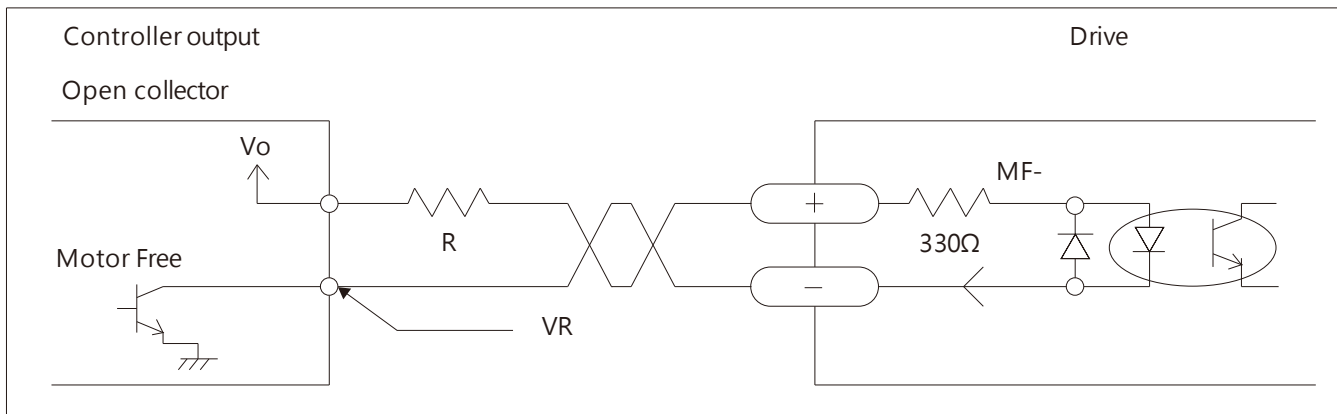 Controller output
Drive
Open collector
Vo
MF-
+
R
330Ω
Motor Free
−
VR